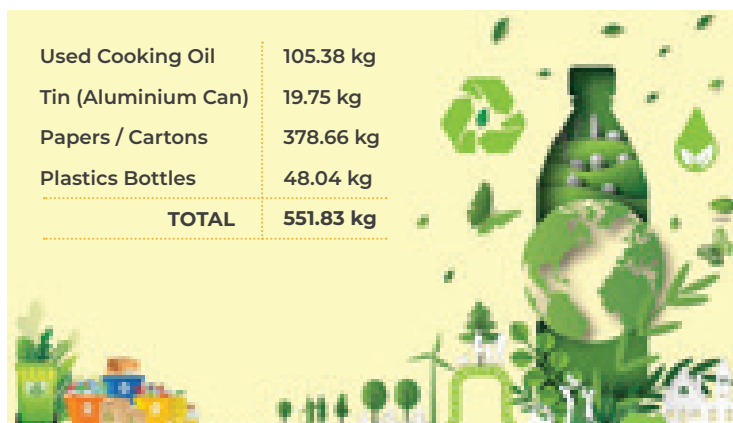 Used Cooking Oil 105.38 kg
Tin (Aluminium Can) 19.75 kg
Papers / Cartons 378.66 kg
Plastics Bottles 48.04 kg
TOTAL 551.83 kg